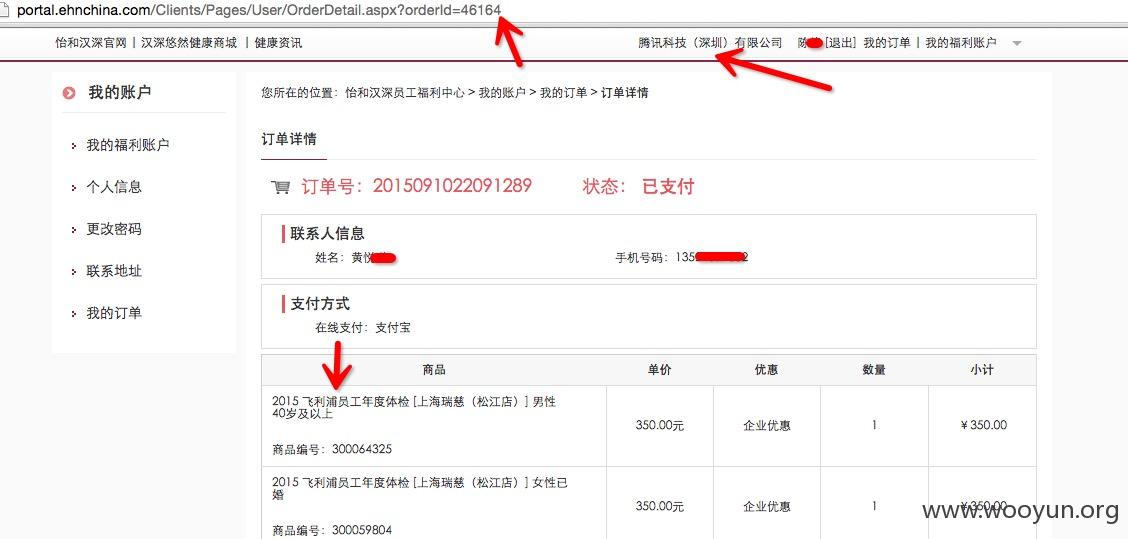 portal.ehnchina.com/Clients/Pages/User/OrderDetail.aspx?orderId=46164
怡和汉深官网 | 汉深悠然健康商城 | 健康资讯
腾讯科技（深圳）有限公司 陈 [退出] 我的订单 | 我的福利账户
我的账户
我的福利账户
个人信息
更改密码
联系地址
我的订单
您所在的位置：怡和汉深员工福利中心 > 我的账户 > 我的订单 > 订单详情
订单详情
订单号：2015091022091289 状态： 已支付
联系人信息
姓名：黄悦 手机号码：135 2
支付方式
在线支付：支付宝
商品 单价 优惠 数量 小计
2015 飞利浦员工年度体检 [上海瑞慈（松江店）] 男性
40岁及以上
350.00元 企业优惠 1 ￥350.00
商品编号：300064325
2015 飞利浦员工年度体检 [上海瑞慈（松江店）] 女性已
婚
350.00元 企业优惠 1 ￥350.00
商品编号：300059804
www.wooyun.org